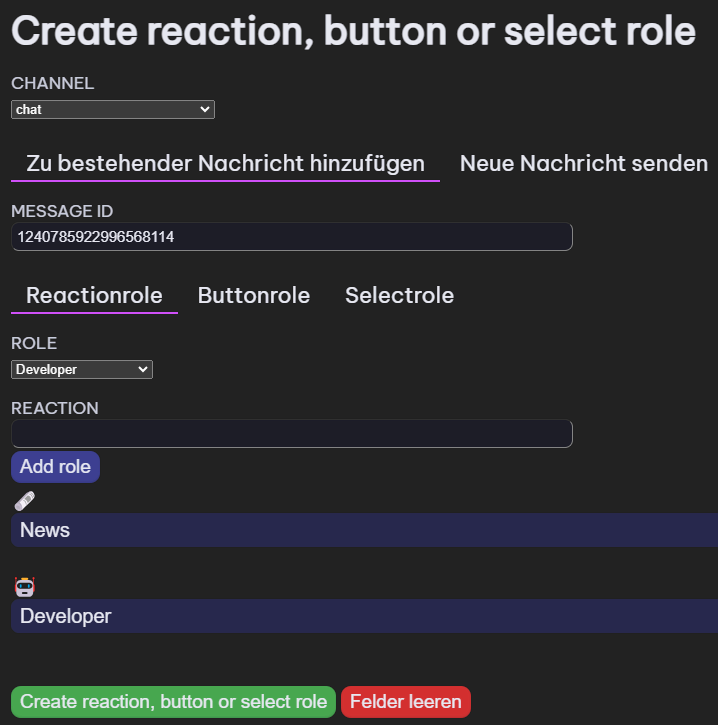 Create reaction, button or select role
CHANNEL
chat
Zu bestehender Nachricht hinzufügen Neue Nachricht senden
MESSAGE ID
1240785922996568114
Reactionrole Buttonrole Selectrole
ROLE
Developer
REACTION
Add role
News
Developer
Create reaction, button or select role Felder leeren